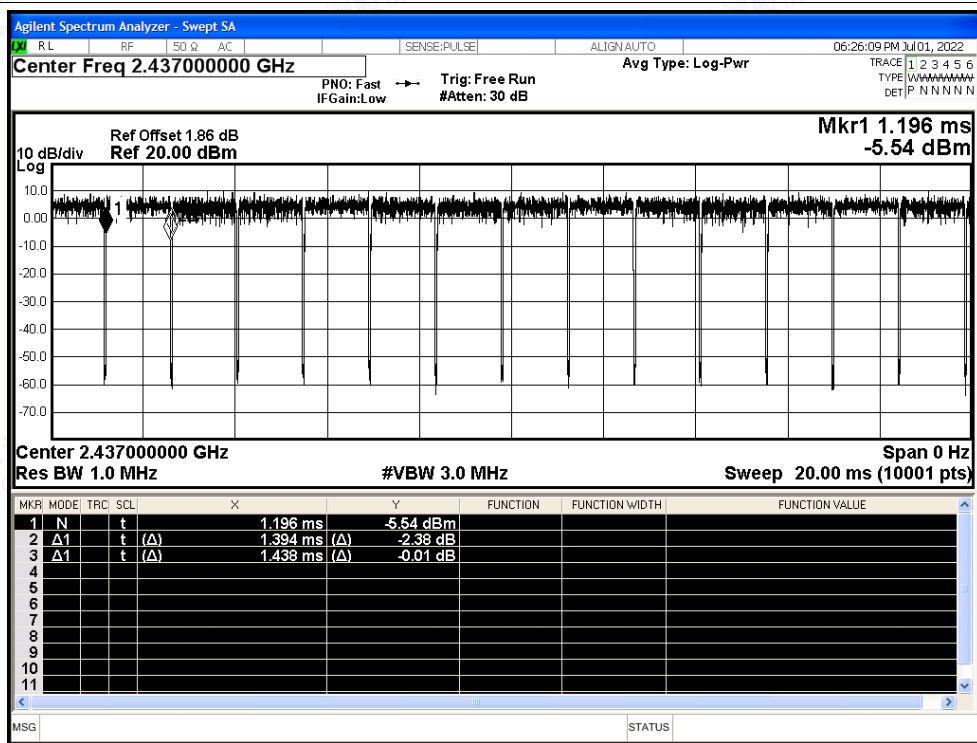 Agilent Spectrum Analyzer - Swept SA
LXI RL RF 50 Ω AC SENSE:PULSE ALIGN AUTO 06:26:09 PM Jul 01, 2022
Center Freq 2.437000000 GHz
PNO: Fast
IFGain:Low
Trig: Free Run
#Atten: 30 dB
Avg Type: Log-Pwr
TRACE 1 2 3 4 5 6
TYPE
DET P N N N N N
Mkr1 1.196 ms
-5.54 dBm
10 dB/div
Log
Ref Offset 1.86 dB
Ref 20.00 dBm
10.0
0.00
-10.0
-20.0
-30.0
-40.0
-50.0
-60.0
-70.0
1
Center 2.437000000 GHz Span 0 Hz
Res BW 1.0 MHz #VBW 3.0 MHz Sweep 20.00 ms (10001 pts)
MKR MODE TRC SCL X Y FUNCTION FUNCTION WIDTH FUNCTION VALUE
1 N t 1.196 ms -5.54 dBm
2 Δ1 t (Δ) 1.394 ms (Δ) -2.38 dB
3 Δ1 t (Δ) 1.438 ms (Δ) -0.01 dB
4
5
6
7
8
9
10
11
MSG STATUS